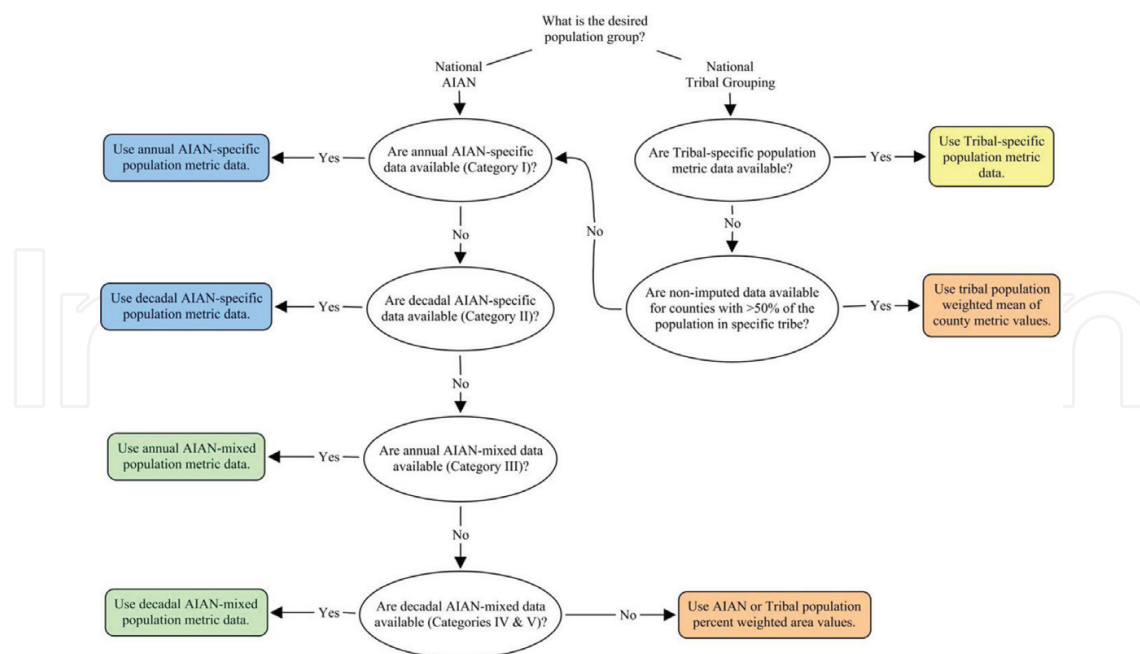 What is the desired
population group?
National
AIAN
National
Tribal Grouping
Use annual AIAN-specific
population metric data.
Yes
Are annual AIAN-specific
data available (Category I)?
Are Tribal-specific population
metric data available?
Yes
Use Tribal-specific
population metric
data.
No
No
No
Use decadal AIAN-specific
population metric data.
Yes
Are decadal AIAN-specific
data available (Category II)?
Are non-imputed data available
for counties with >50% of the
population in specific tribe?
Yes
Use tribal population
weighted mean of
county metric values.
No
Use annual AIAN-mixed
population metric data.
Yes
Are annual AIAN-mixed data
available (Category III)?
No
Use decadal AIAN-mixed
population metric data.
Yes
Are decadal AIAN-mixed data
available (Categories IV & V)?
No
Use AIAN or Tribal population
percent weighted area values.